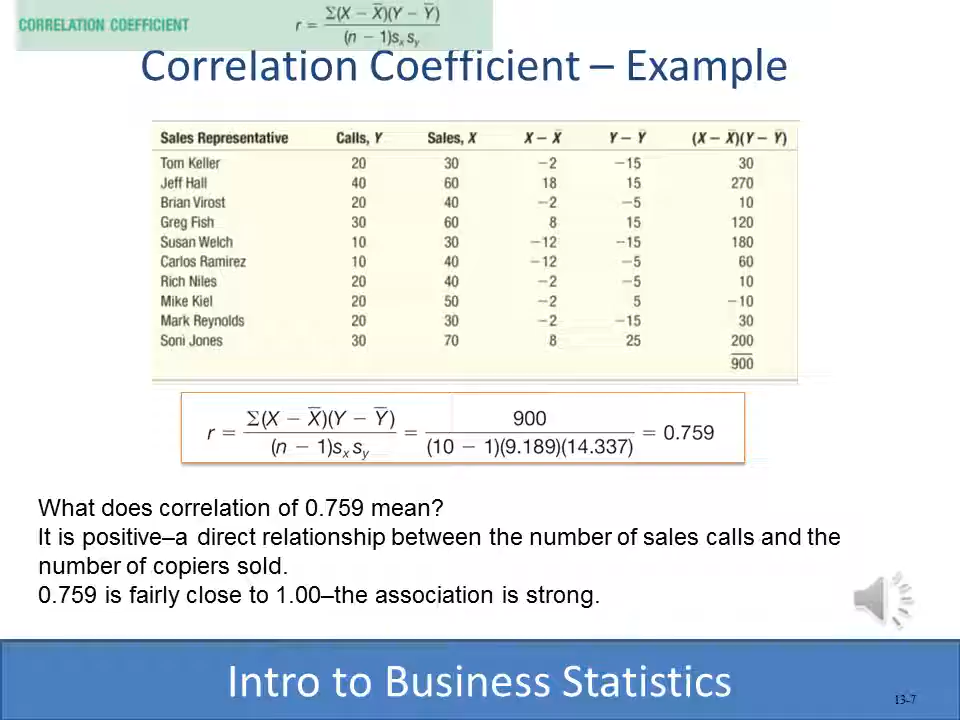 CORRELATION COEFFICIENT r = Σ(X − X̄)(Y − Ȳ) / (n − 1)sₓ sᵧ
Correlation Coefficient – Example
Sales Representative Calls, Y Sales, X X − X̄ Y − Ȳ (X − X̄)(Y − Ȳ)
Tom Keller 20 30 −2 −15 30
Jeff Hall 40 60 18 15 270
Brian Virost 20 40 −2 −5 10
Greg Fish 30 60 8 15 120
Susan Welch 10 30 −12 −15 180
Carlos Ramirez 10 40 −12 −5 60
Rich Niles 20 40 −2 −5 10
Mike Kiel 20 50 −2 5 −10
Mark Reynolds 20 30 −2 −15 30
Soni Jones 30 70 8 25 200
900
r = Σ(X − X̄)(Y − Ȳ) / (n − 1)sₓ sᵧ = 900 / (10 − 1)(9.189)(14.337) = 0.759
What does correlation of 0.759 mean?
It is positive–a direct relationship between the number of sales calls and the
number of copiers sold.
0.759 is fairly close to 1.00–the association is strong.
Intro to Business Statistics
13-7